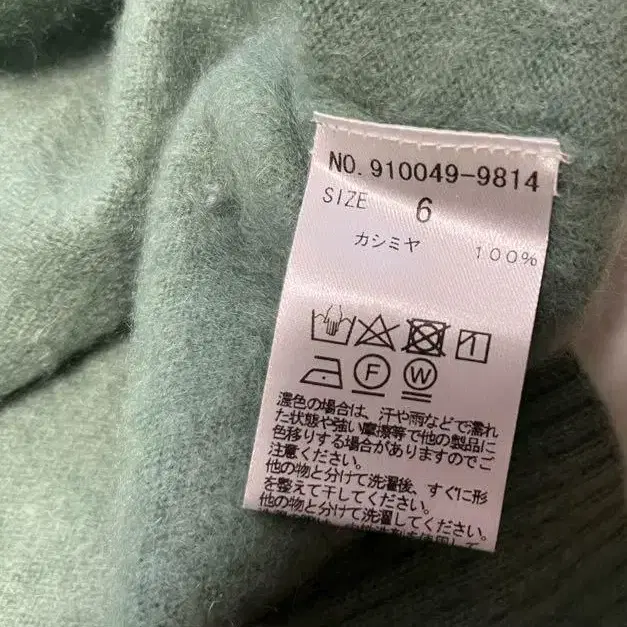 NO. 910049-9814
SIZE 6
カシミヤ 100%
1
F W
濃色の場合は、汗や雨などで濡れ
た状態や強い摩擦等で他の製品に
色移りする場合がありますのでご
注意ください。
他の物と分けて洗濯後、すぐに形
を整えて干してください。
他の物と分けて洗濯してください。